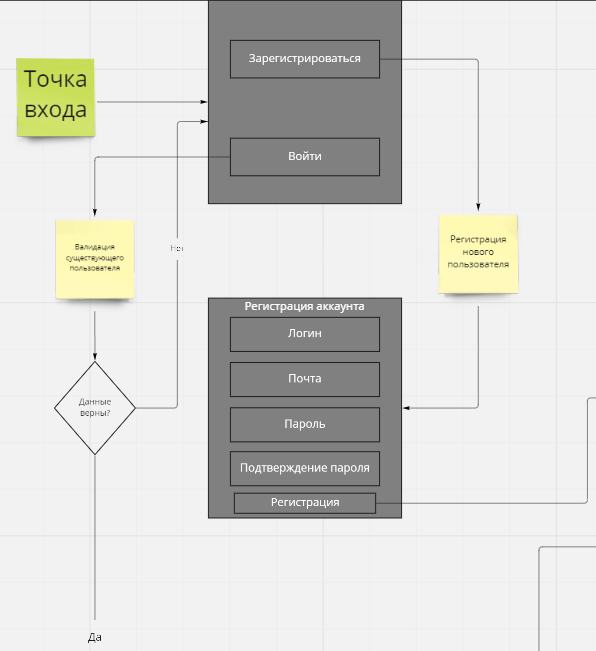 Зарегистрироваться
Точка
входа
Войти
Валидация
существующего
пользователя
Нет
Регистрация
нового
пользователя
Регистрация аккаунта
Логин
Почта
Данные
верны?
Пароль
Подтверждение пароля
Регистрация
Да